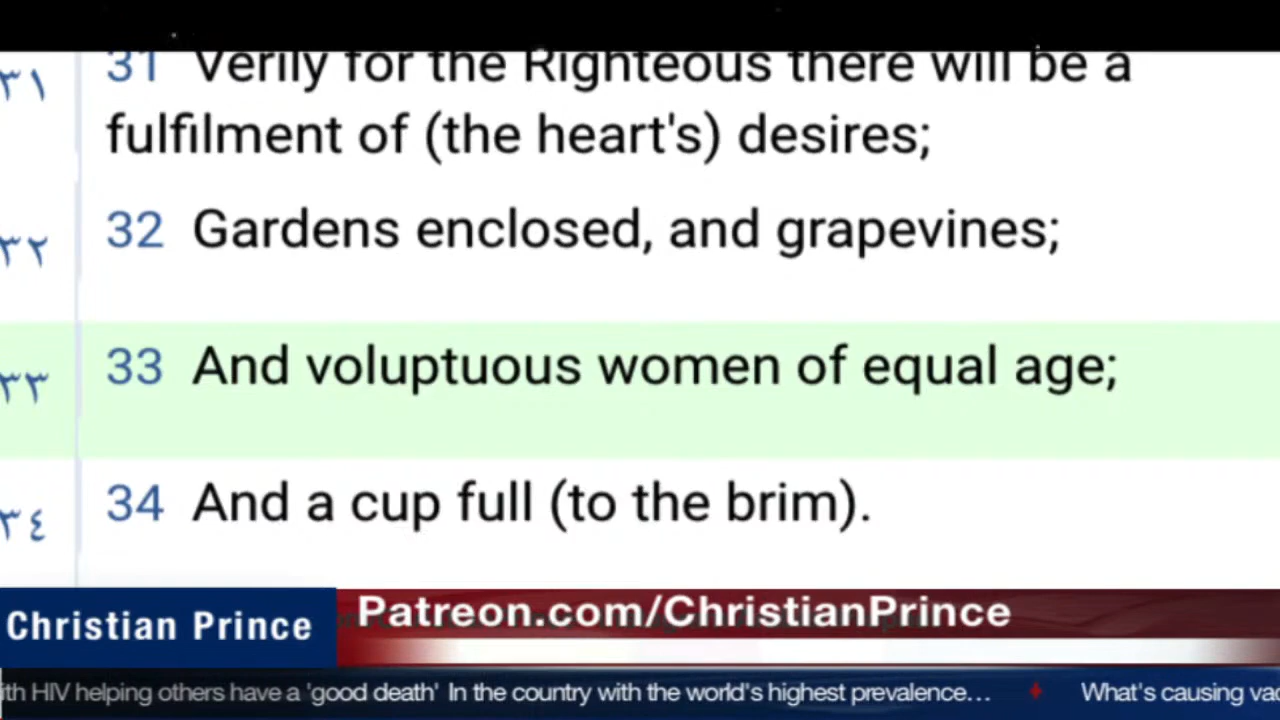 ٣١
31 Verily for the Righteous there will be a
fulfilment of (the heart's) desires;
٣٢
32 Gardens enclosed, and grapevines;
٣٣
33 And voluptuous women of equal age;
٣٤
34 And a cup full (to the brim).
Christian Prince
Patreon.com/ChristianPrince
ith HIV helping others have a 'good death' In the country with the world's highest prevalence… What's causing vac